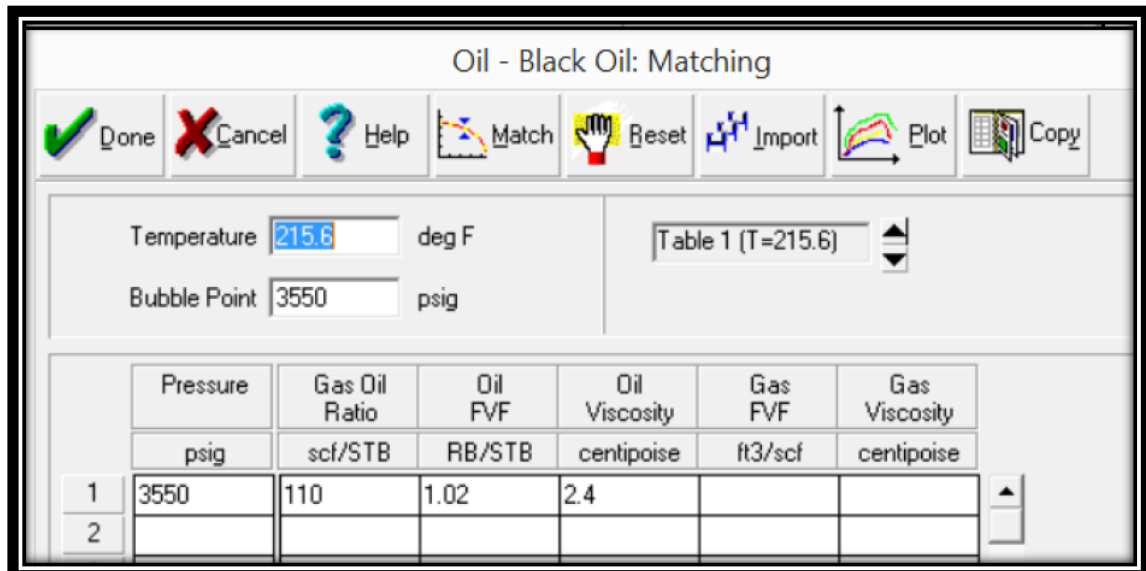 Oil - Black Oil: Matching
Done Cancel Help Match Reset Import Plot Copy
Temperature 215.6 deg F Table 1 (T=215.6)
Bubble Point 3550 psig
Pressure Gas Oil Ratio Oil FVF Oil Viscosity Gas FVF Gas Viscosity
psig scf/STB RB/STB centipoise ft3/scf centipoise
1 3550 110 1.02 2.4
2